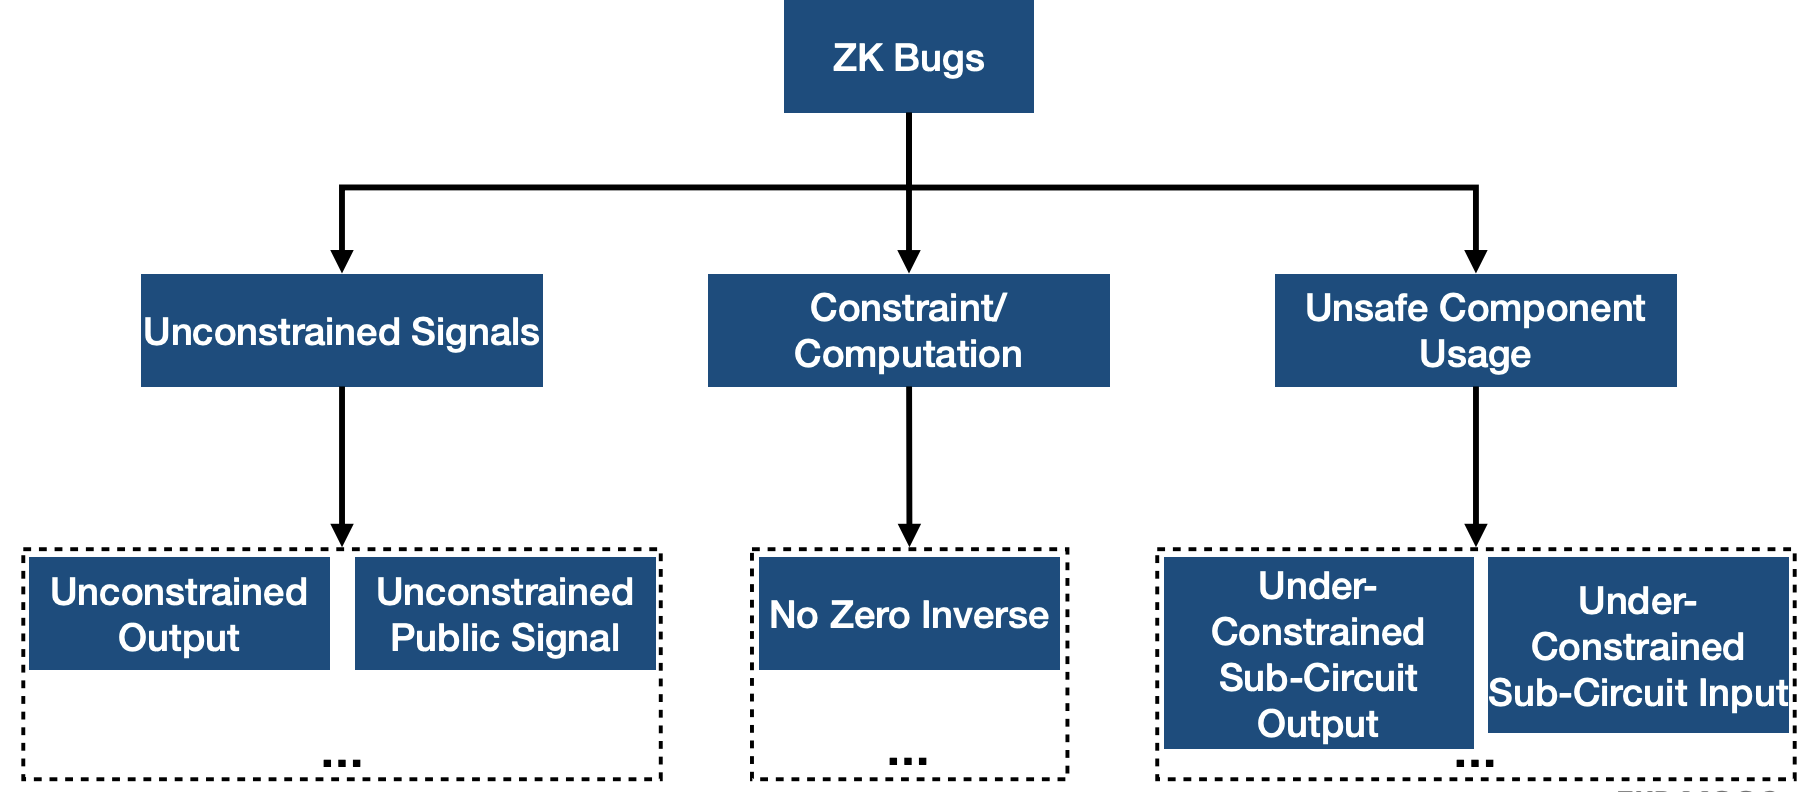 ZK Bugs
Unconstrained Signals
Constraint/
Computation
Unsafe Component
Usage
Unconstrained
Output
Unconstrained
Public Signal
...
No Zero Inverse
...
Under-
Constrained
Sub-Circuit
Output
Under-
Constrained
Sub-Circuit Input
...